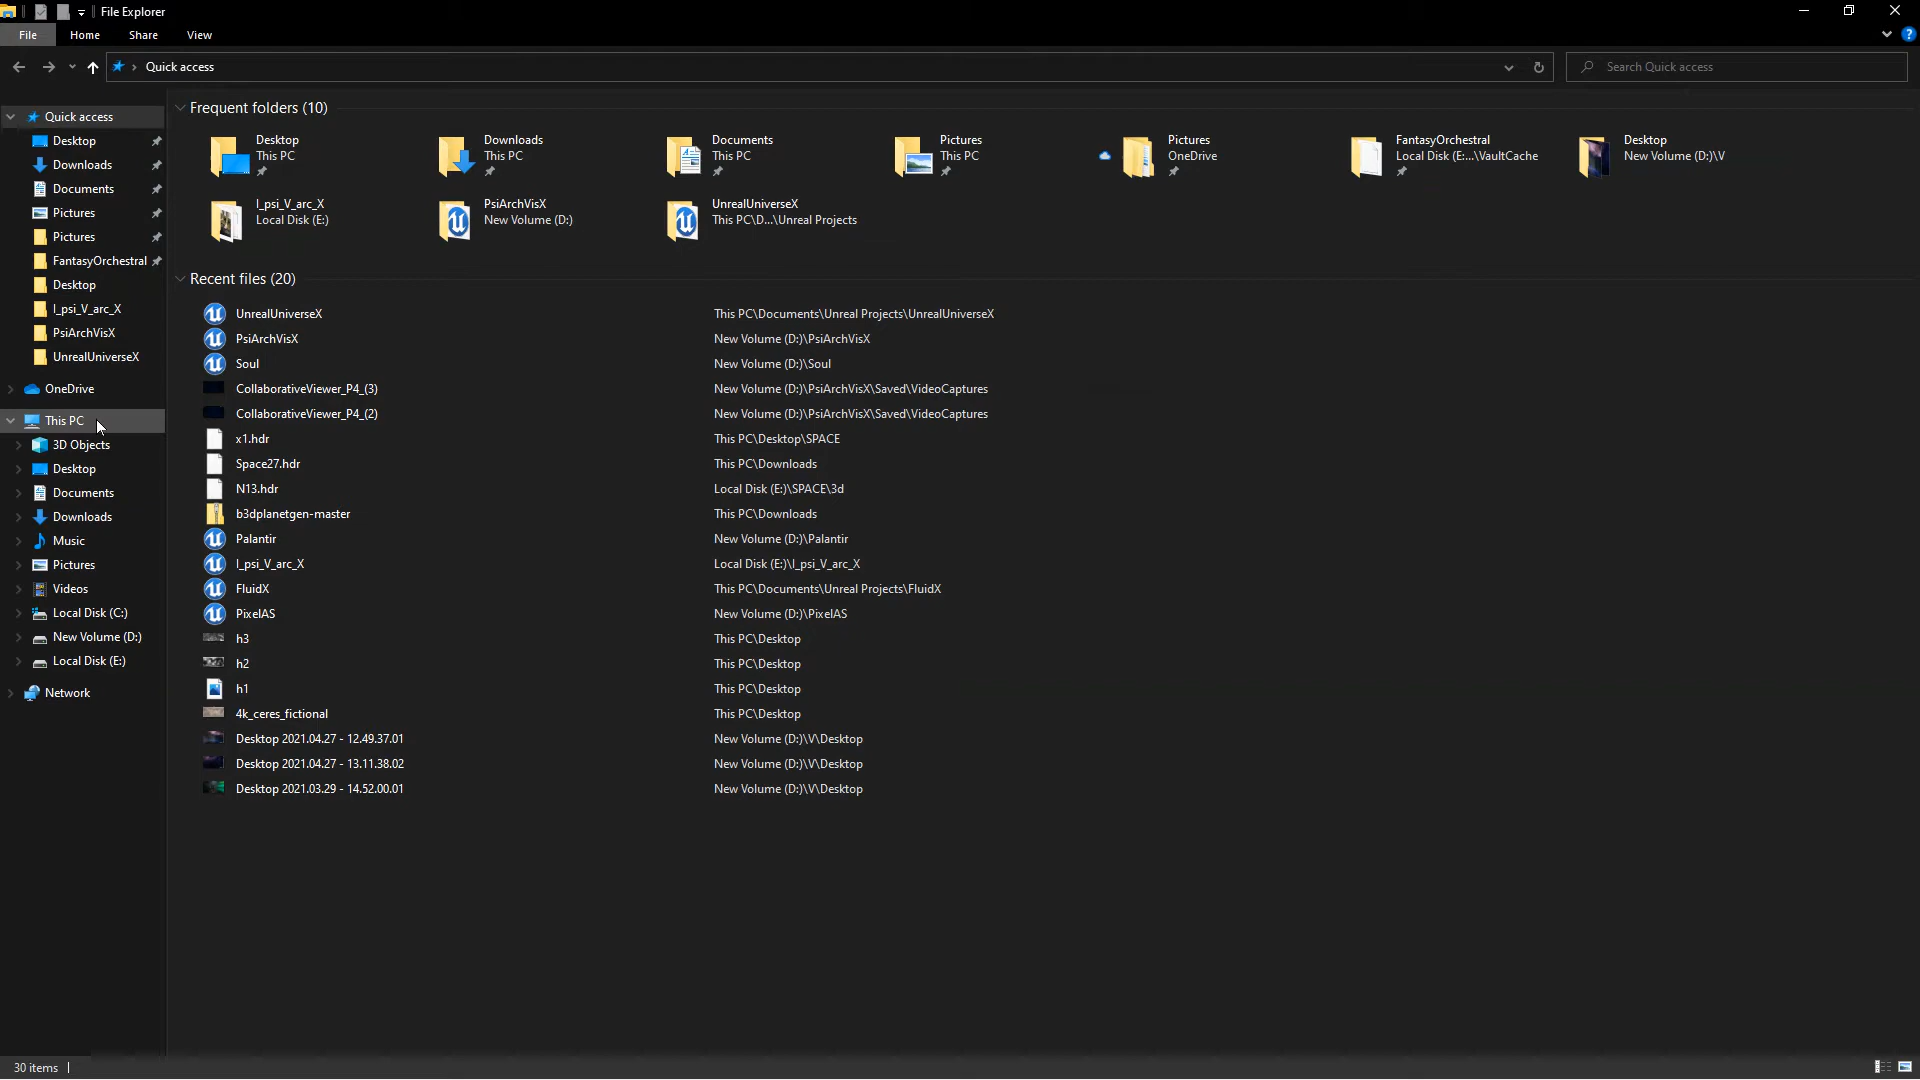 File Explorer
File Home Share View
Quick access
Search Quick access
Quick access
Desktop
Downloads
Documents
Pictures
Pictures
FantasyOrchestral
Desktop
I_psi_V_arc_X
PsiArchVisX
UnrealUniverseX
OneDrive
This PC
3D Objects
Desktop
Documents
Downloads
Music
Pictures
Videos
Local Disk (C:)
New Volume (D:)
Local Disk (E:)
Network
Frequent folders (10)
Desktop
This PC
Downloads
This PC
Documents
This PC
Pictures
This PC
Pictures
OneDrive
FantasyOrchestral
Local Disk (E:...\VaultCache
Desktop
New Volume (D:)\V
I_psi_V_arc_X
Local Disk (E:)
PsiArchVisX
New Volume (D:)
UnrealUniverseX
This PC\D...\Unreal Projects
Recent files (20)
UnrealUniverseX This PC\Documents\Unreal Projects\UnrealUniverseX
PsiArchVisX New Volume (D:)\PsiArchVisX
Soul New Volume (D:)\Soul
CollaborativeViewer_P4_(3) New Volume (D:)\PsiArchVisX\Saved\VideoCaptures
CollaborativeViewer_P4_(2) New Volume (D:)\PsiArchVisX\Saved\VideoCaptures
x1.hdr This PC\Desktop\SPACE
Space27.hdr This PC\Downloads
N13.hdr Local Disk (E:)\SPACE\3d
b3dplanetgen-master This PC\Downloads
Palantir New Volume (D:)\Palantir
I_psi_V_arc_X Local Disk (E:)\I_psi_V_arc_X
FluidX This PC\Documents\Unreal Projects\FluidX
PixelAS New Volume (D:)\PixelAS
h3 This PC\Desktop
h2 This PC\Desktop
h1 This PC\Desktop
4k_ceres_fictional This PC\Desktop
Desktop 2021.04.27 - 12.49.37.01 New Volume (D:)\V\Desktop
Desktop 2021.04.27 - 13.11.38.02 New Volume (D:)\V\Desktop
Desktop 2021.03.29 - 14.52.00.01 New Volume (D:)\V\Desktop
30 items